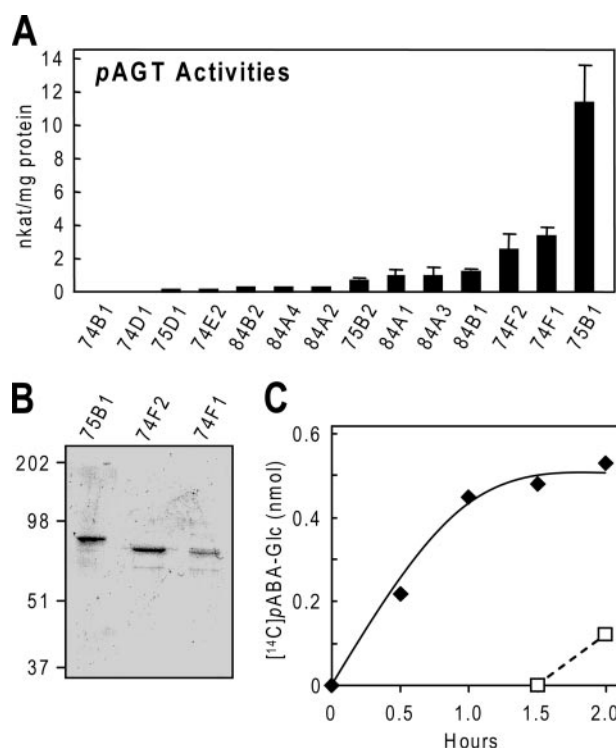 A
pAGT Activities
nkat/mg protein
14
12
10
8
6
4
2
0
74B1
74D1
75D1
74E2
84B2
84A4
84A2
75B2
84A1
84A3
84B1
74F2
74F1
75B1
B
75B1
74F2
74F1
202
98
51
37
C
[¹⁴C]pABA-Glc (nmol)
0.6
0.4
0.2
0
0
0.5
1.0
1.5
2.0
Hours